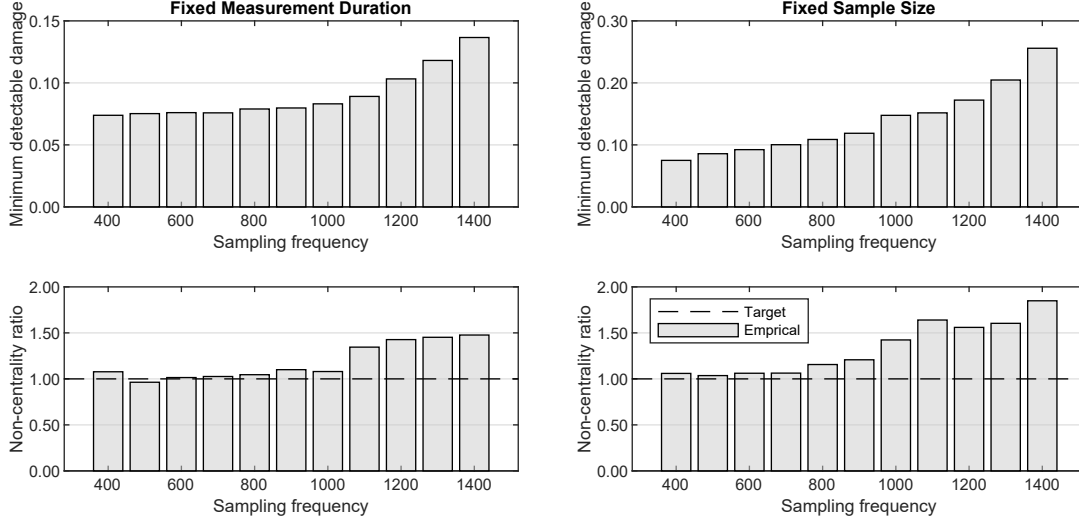 Fixed Measurement Duration
Minimum detectable damage
0.15
0.10
0.05
0.00
400 600 800 1000 1200 1400
Sampling frequency
Fixed Sample Size
Minimum detectable damage
0.30
0.20
0.10
0.00
400 600 800 1000 1200 1400
Sampling frequency
Non-centrality ratio
2.00
1.50
1.00
0.50
0.00
400 600 800 1000 1200 1400
Sampling frequency
Non-centrality ratio
2.00
1.50
1.00
0.50
0.00
Target
Emprical
400 600 800 1000 1200 1400
Sampling frequency